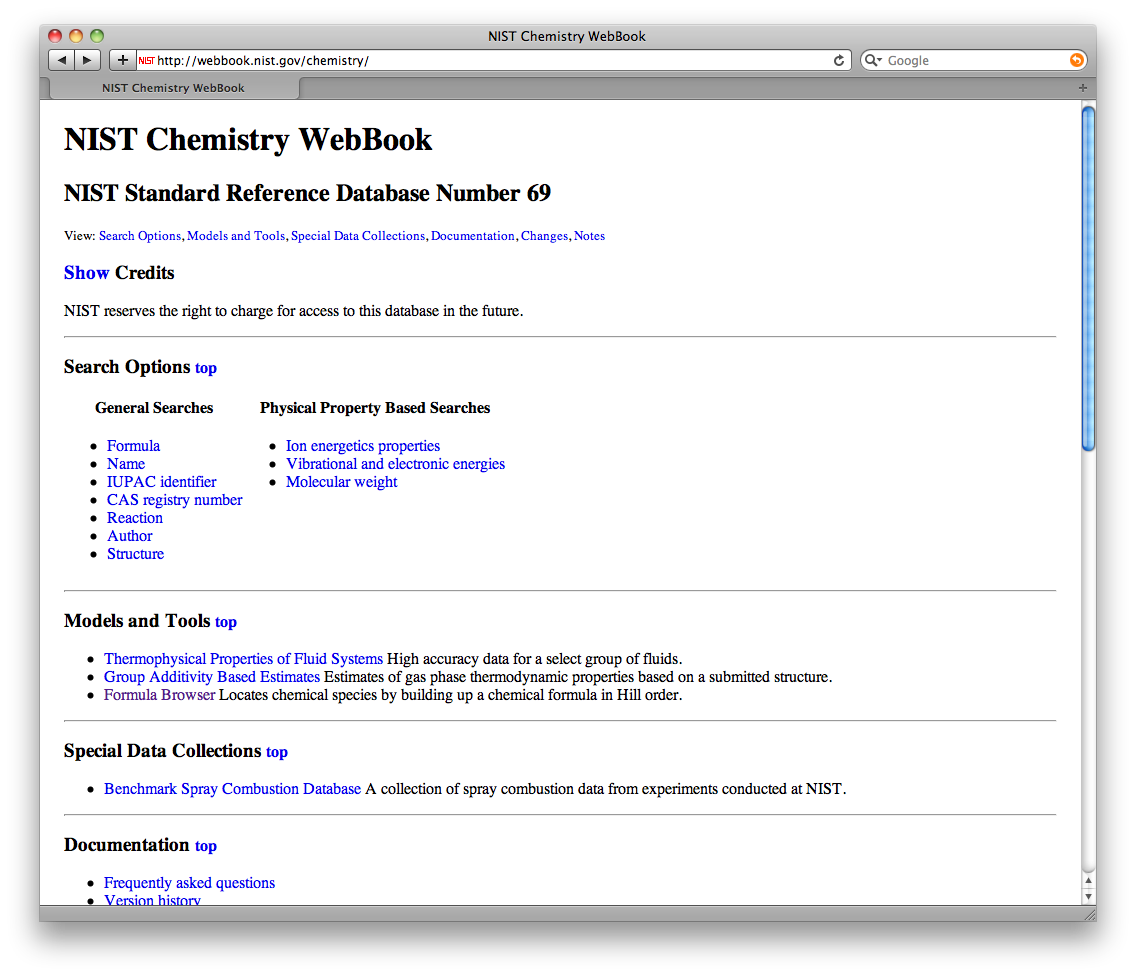 NIST Chemistry WebBook
NIST http://webbook.nist.gov/chemistry/
Google
NIST Chemistry WebBook
NIST Chemistry WebBook
NIST Standard Reference Database Number 69
View: Search Options, Models and Tools, Special Data Collections, Documentation, Changes, Notes
Show Credits
NIST reserves the right to charge for access to this database in the future.
Search Options top
General Searches
Formula
Name
IUPAC identifier
CAS registry number
Reaction
Author
Structure
Physical Property Based Searches
Ion energetics properties
Vibrational and electronic energies
Molecular weight
Models and Tools top
Thermophysical Properties of Fluid Systems High accuracy data for a select group of fluids.
Group Additivity Based Estimates Estimates of gas phase thermodynamic properties based on a submitted structure.
Formula Browser Locates chemical species by building up a chemical formula in Hill order.
Special Data Collections top
Benchmark Spray Combustion Database A collection of spray combustion data from experiments conducted at NIST.
Documentation top
Frequently asked questions
Version history